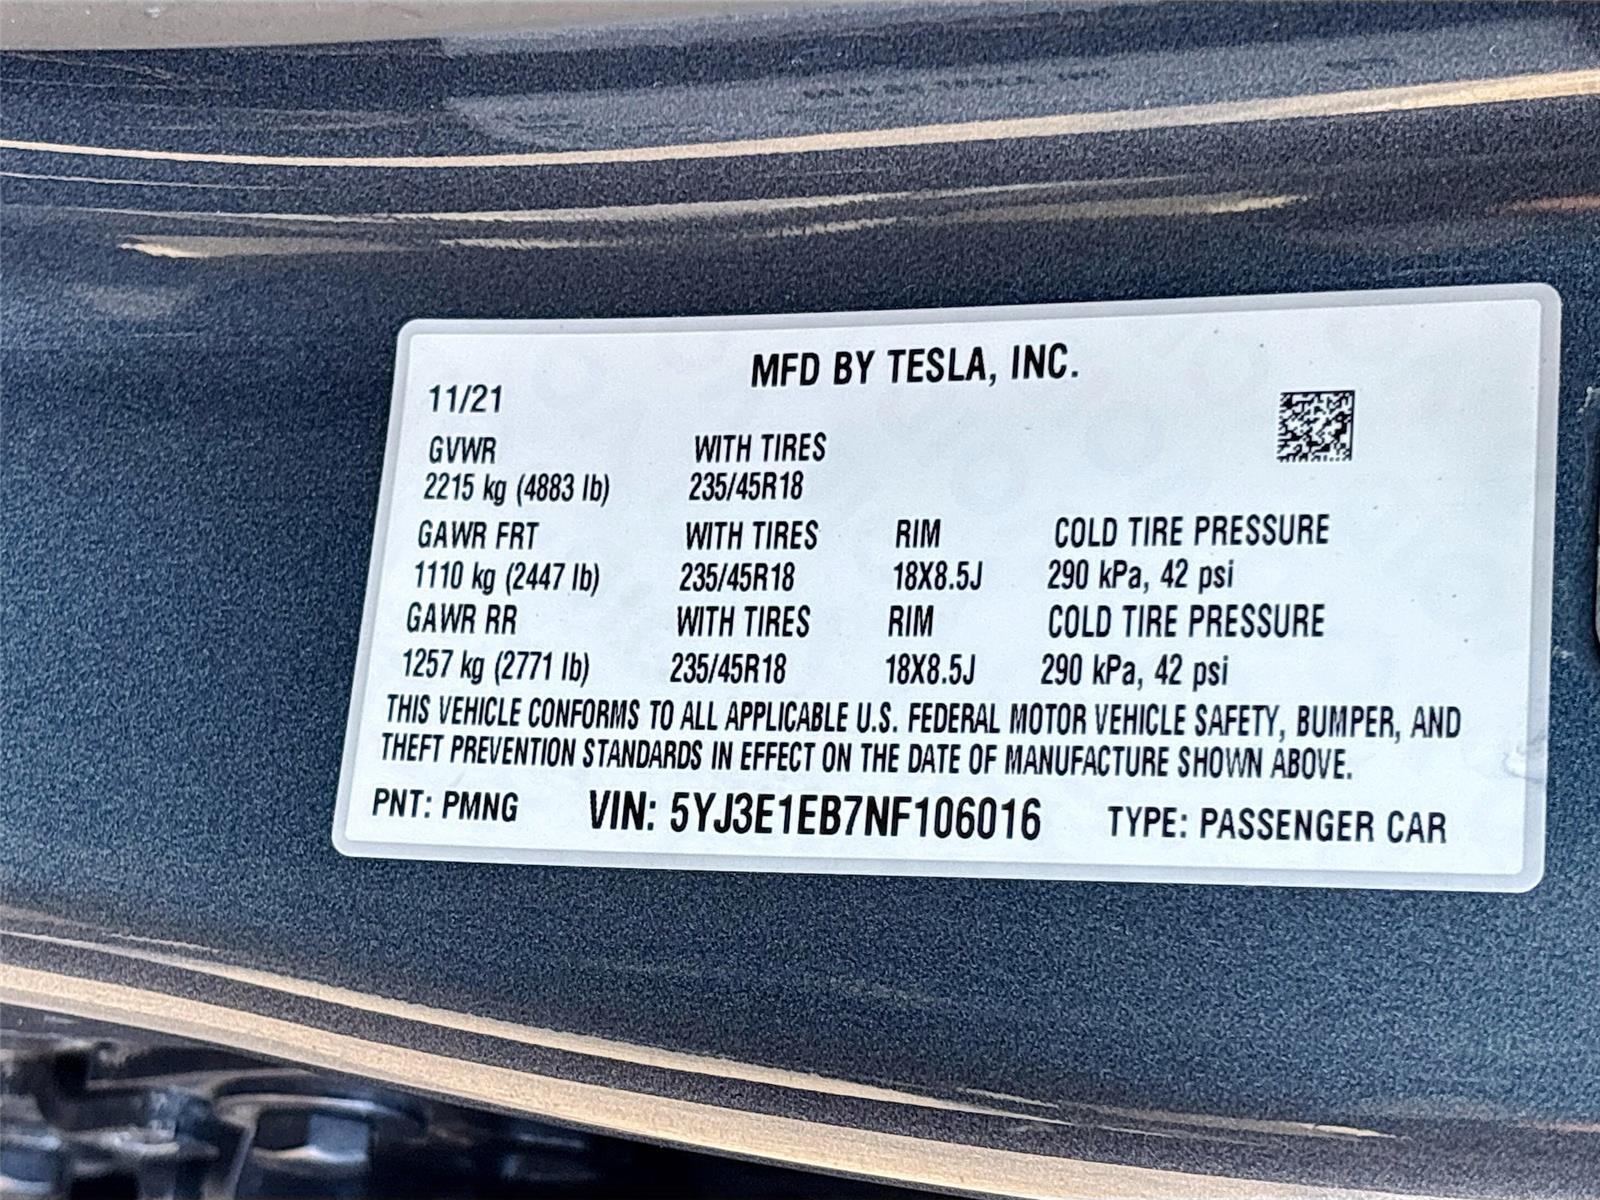 MFD BY TESLA, INC.
11/21
GVWR WITH TIRES
2215 kg (4883 lb) 235/45R18
GAWR FRT WITH TIRES RIM COLD TIRE PRESSURE
1110 kg (2447 lb) 235/45R18 18X8.5J 290 kPa, 42 psi
GAWR RR WITH TIRES RIM COLD TIRE PRESSURE
1257 kg (2771 lb) 235/45R18 18X8.5J 290 kPa, 42 psi
THIS VEHICLE CONFORMS TO ALL APPLICABLE U.S. FEDERAL MOTOR VEHICLE SAFETY, BUMPER, AND
THEFT PREVENTION STANDARDS IN EFFECT ON THE DATE OF MANUFACTURE SHOWN ABOVE.
PNT: PMNG VIN: 5YJ3E1EB7NF106016 TYPE: PASSENGER CAR